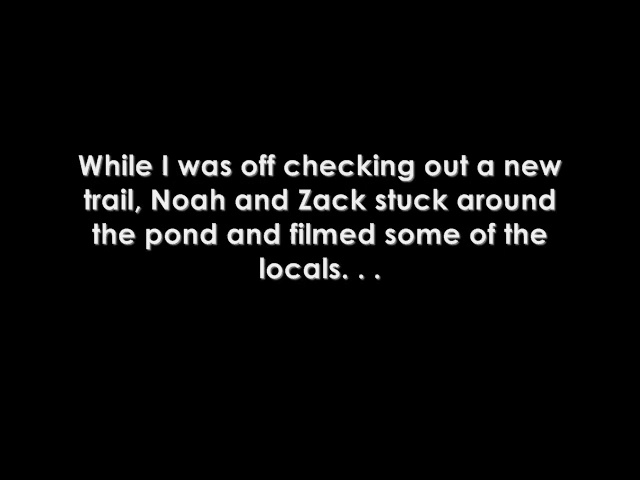 While I was off checking out a new
trail, Noah and Zack stuck around
the pond and filmed some of the
locals. . .